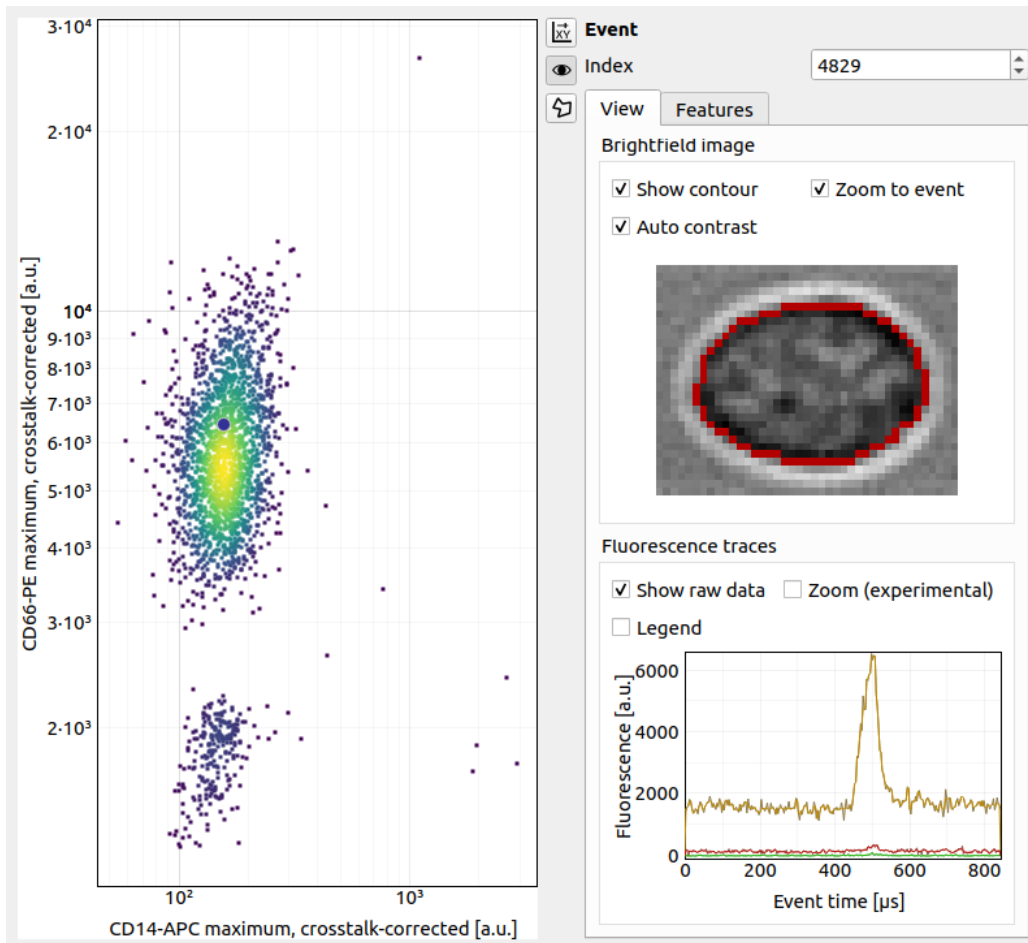 3·10⁴
2·10⁴
10⁴
9·10³
8·10³
7·10³
6·10³
5·10³
4·10³
3·10³
2·10³
CD66-PE maximum, crosstalk-corrected [a.u.]
10² 10³
CD14-APC maximum, crosstalk-corrected [a.u.]
XY
Event
Index 4829
View Features
Brightfield image
Show contour Zoom to event
Auto contrast
Fluorescence traces
Show raw data Zoom (experimental)
Legend
Fluorescence [a.u.]
6000
4000
2000
0
0 200 400 600 800
Event time [µs]